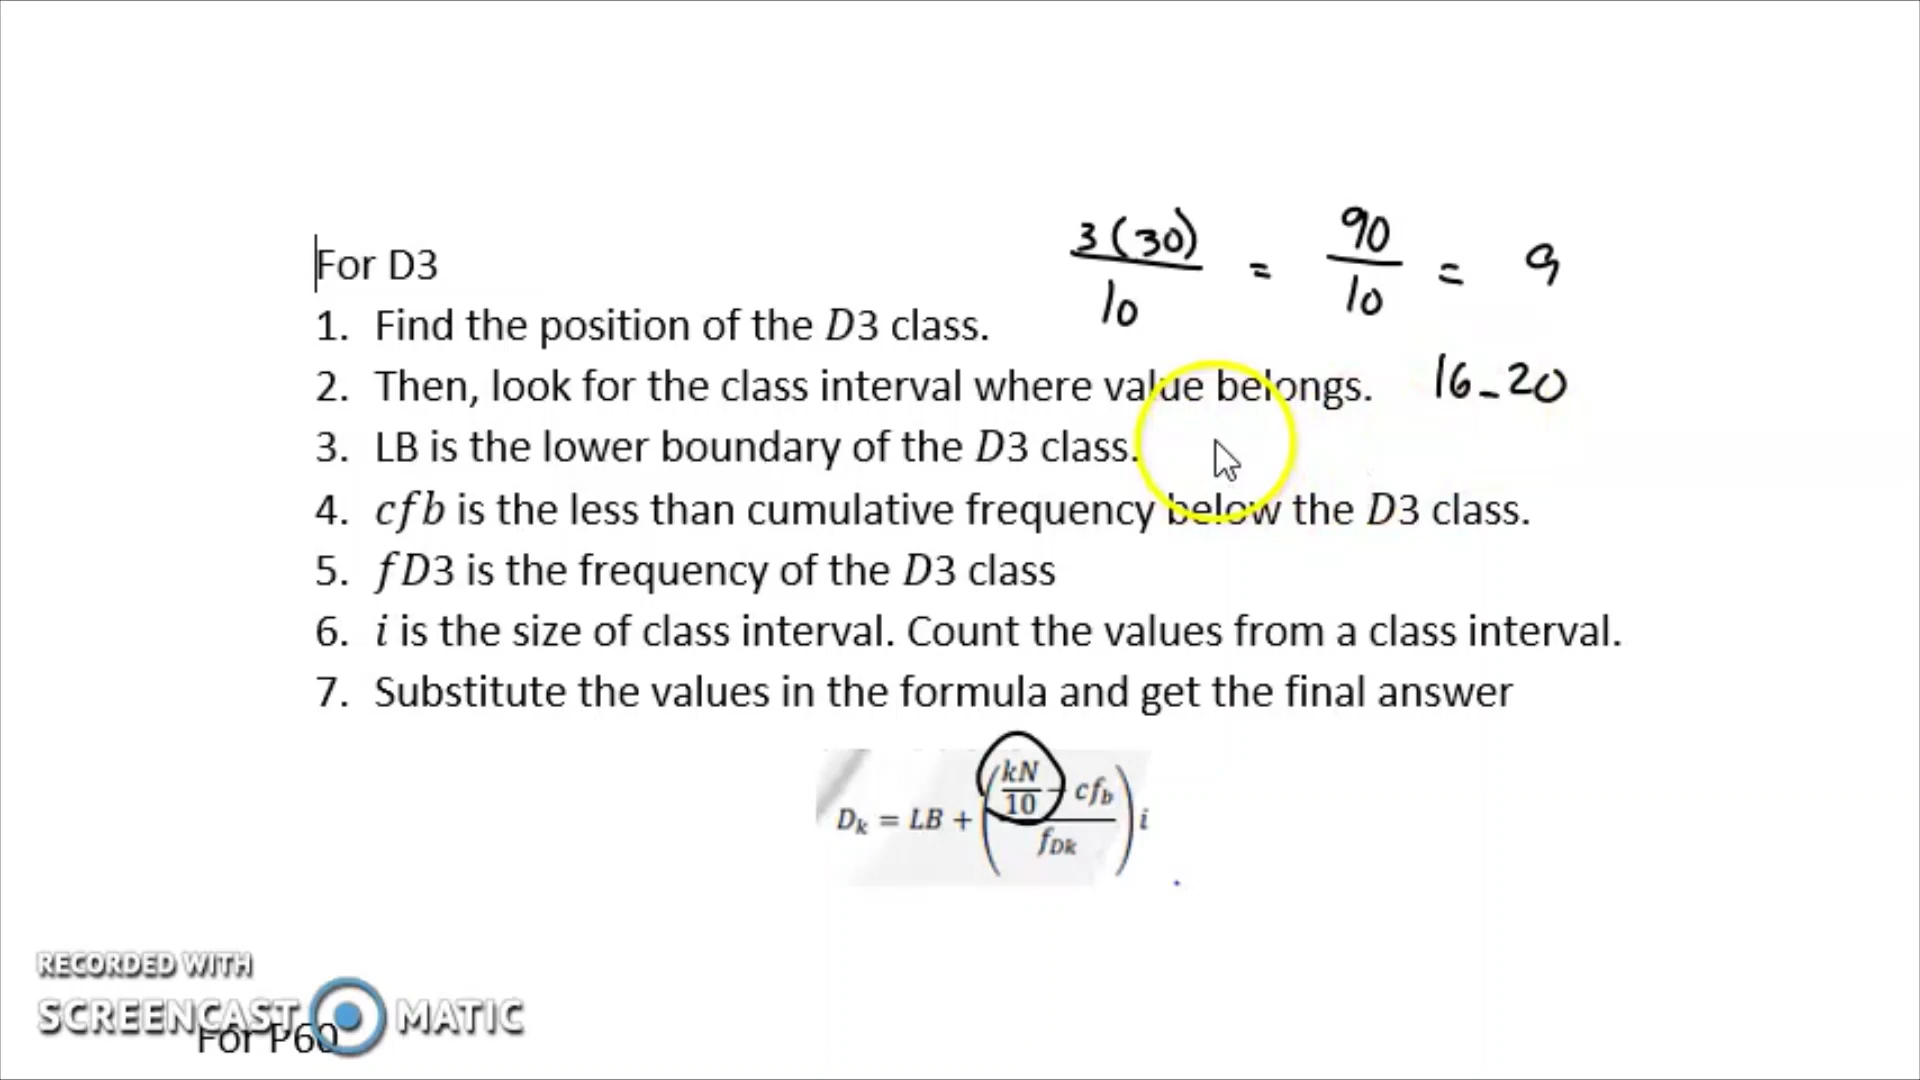 For D3
3(30)/10 = 90/10 = 9
1. Find the position of the D3 class.
2. Then, look for the class interval where value belongs. 16-20
3. LB is the lower boundary of the D3 class.
4. cfb is the less than cumulative frequency below the D3 class.
5. fD3 is the frequency of the D3 class
6. i is the size of class interval. Count the values from a class interval.
7. Substitute the values in the formula and get the final answer
D_k = LB + ((kN/10 - cf_b)/f_Dk) i
RECORDED WITH
SCREENCAST MATIC
For P60